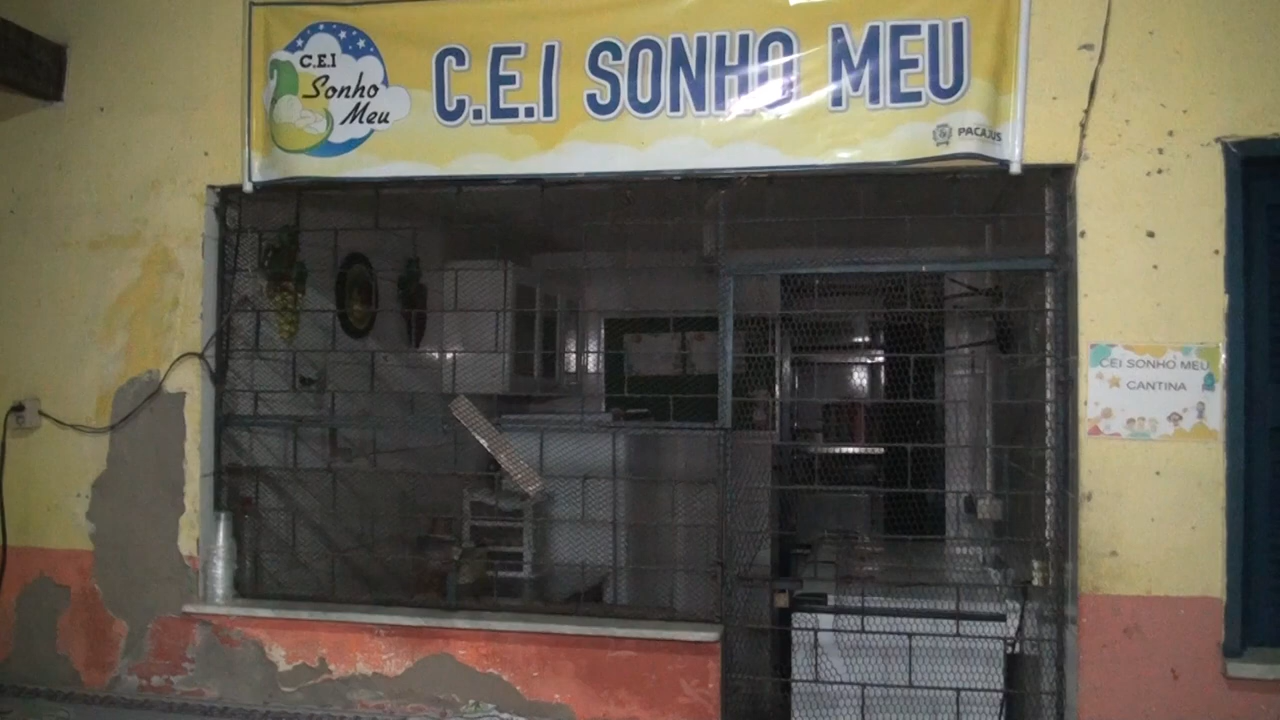 C.E.I
Sonho
Meu
C.E.I SONHO MEU
PACAJUS
CEI SONHO MEU
CANTINA